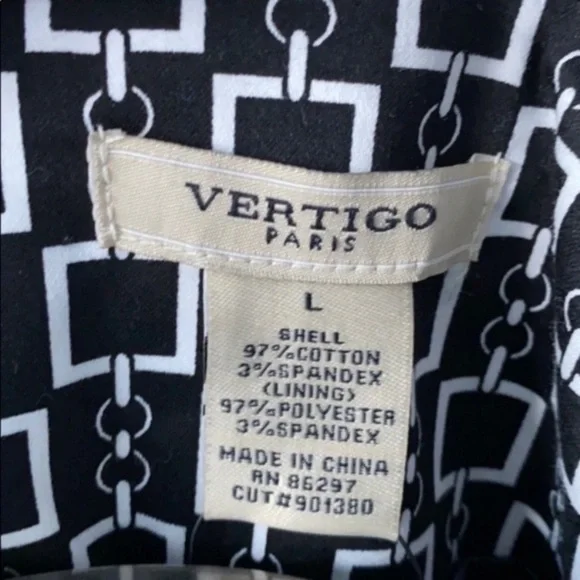 VERTIGO
PARIS
L
SHELL
97%COTTON
3%SPANDEX
(LINING)
97%POLYESTER
3%SPANDEX
MADE IN CHINA
RN 86297
CUT#901380